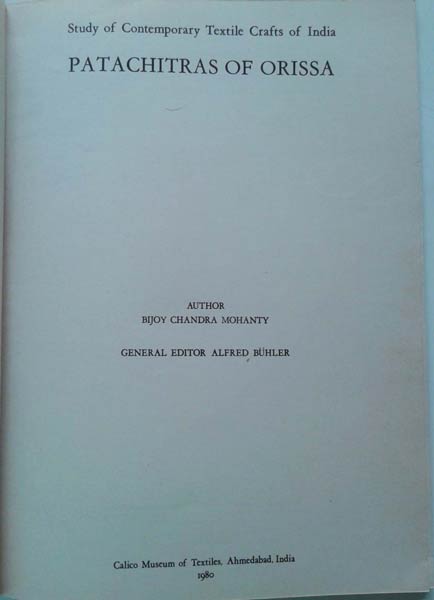 Study of Contemporary Textile Crafts of India
PATACHITRAS OF ORISSA
AUTHOR
BIJOY CHANDRA MOHANTY
GENERAL EDITOR ALFRED BÜHLER
Calico Museum of Textiles, Ahmedabad, India
1980